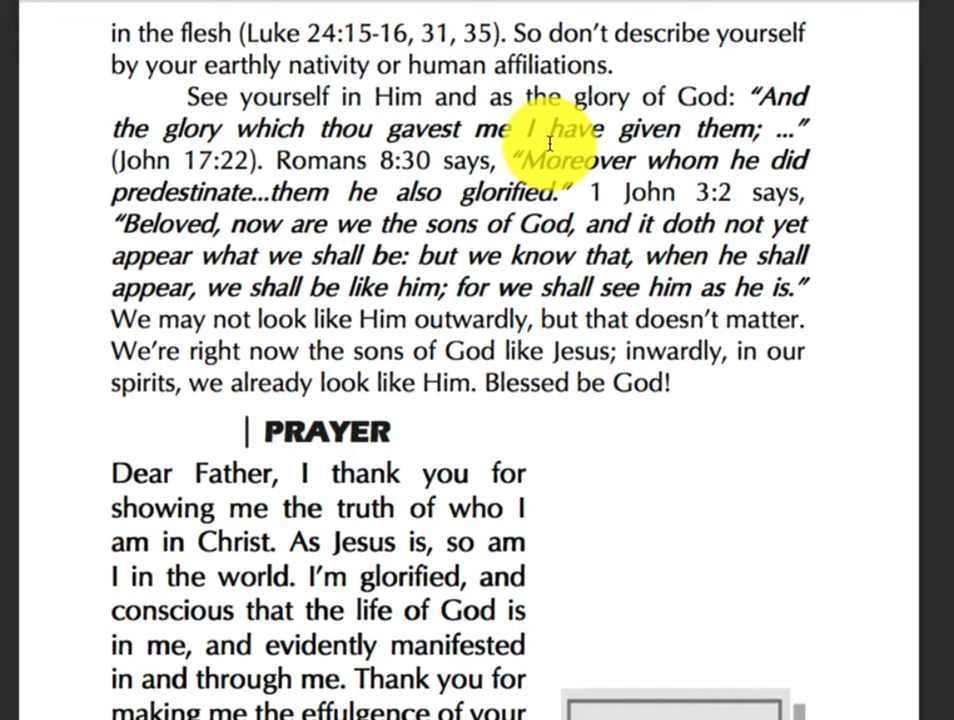 in the flesh (Luke 24:15-16, 31, 35). So don’t describe yourself
by your earthly nativity or human affiliations.
See yourself in Him and as the glory of God: “And
the glory which thou gavest me I have given them; ...”
(John 17:22). Romans 8:30 says, “Moreover whom he did
predestinate...them he also glorified.” 1 John 3:2 says,
“Beloved, now are we the sons of God, and it doth not yet
appear what we shall be: but we know that, when he shall
appear, we shall be like him; for we shall see him as he is.”
We may not look like Him outwardly, but that doesn’t matter.
We’re right now the sons of God like Jesus; inwardly, in our
spirits, we already look like Him. Blessed be God!
| PRAYER
Dear Father, I thank you for
showing me the truth of who I
am in Christ. As Jesus is, so am
I in the world. I’m glorified, and
conscious that the life of God is
in me, and evidently manifested
in and through me. Thank you for
making me the effulgence of your